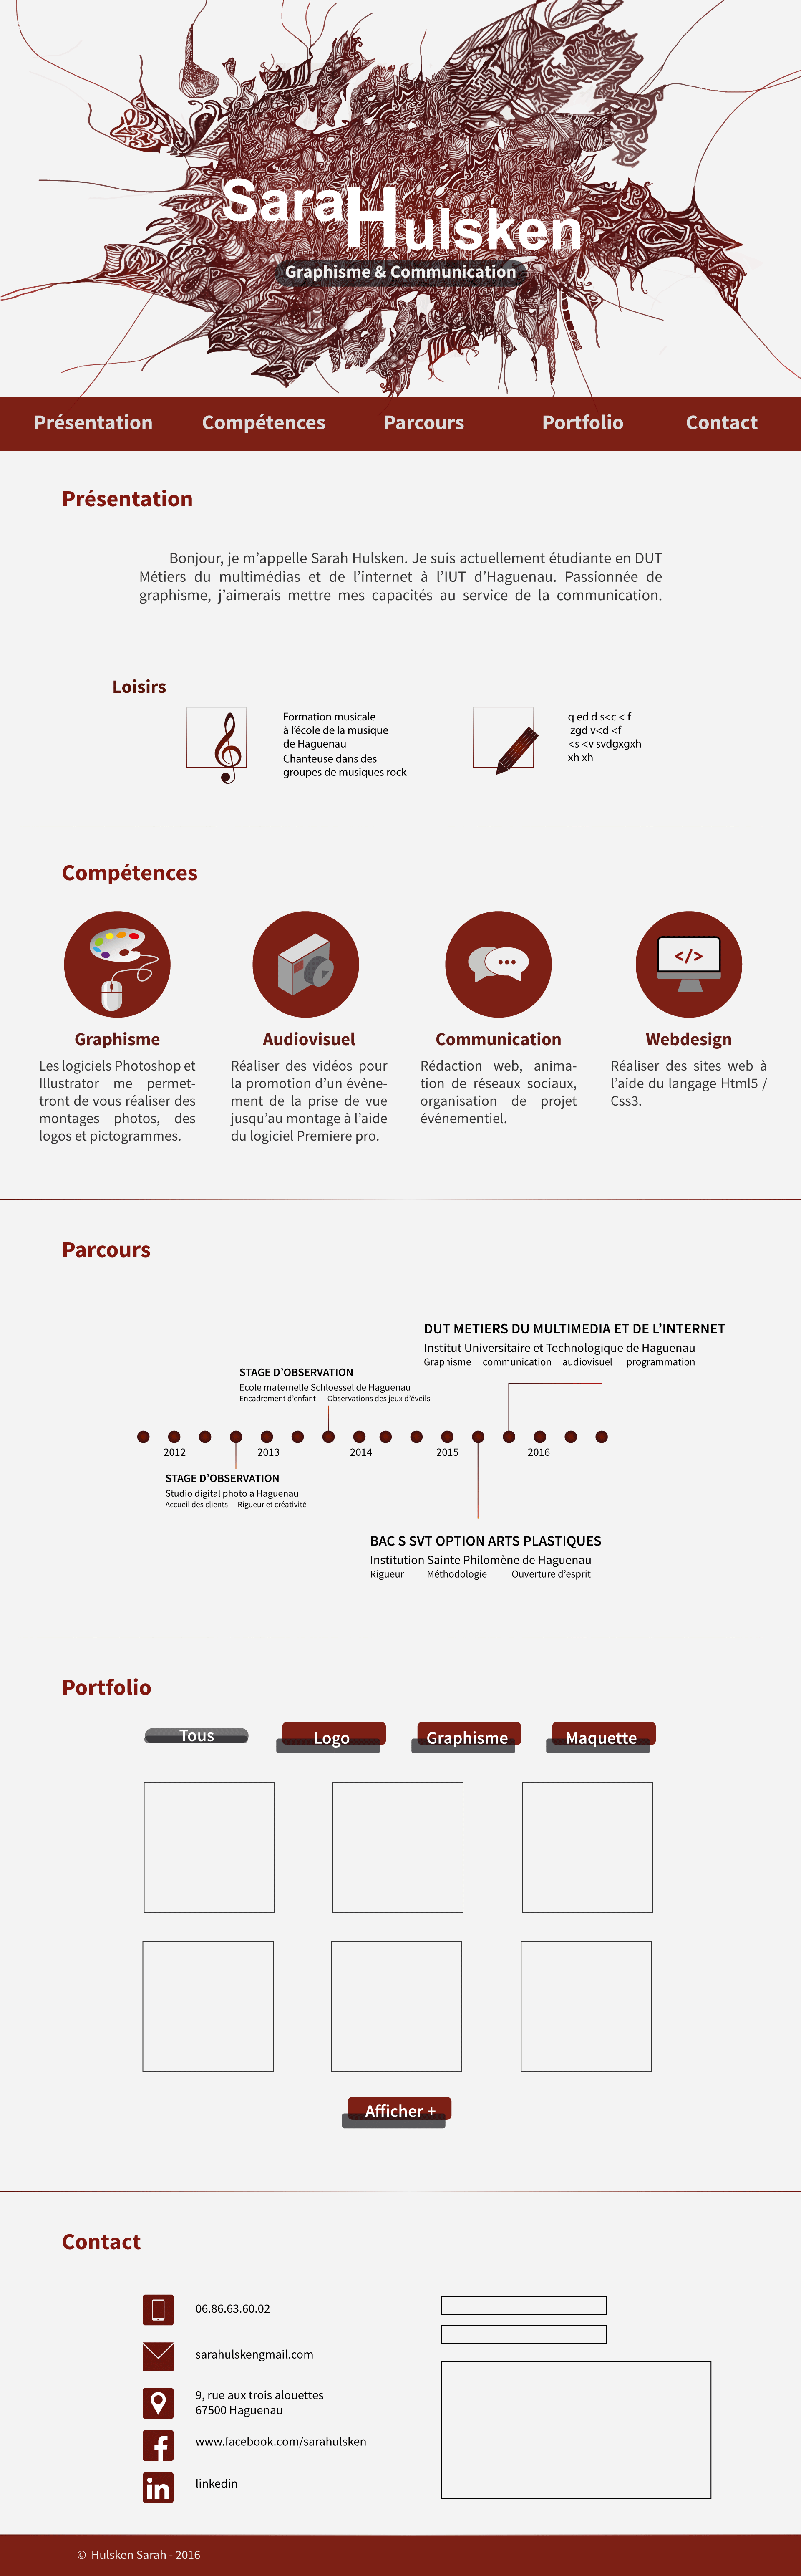 Sara Hulsken
Graphisme & Communication
Présentation Compétences Parcours Portfolio Contact
Présentation
Bonjour, je m’appelle Sarah Hulsken. Je suis actuellement étudiante en DUT
Métiers du multimédias et de l’internet à l’IUT d’Haguenau. Passionnée de
graphisme, j’aimerais mettre mes capacités au service de la communication.
Loisirs
Formation musicale
à l’école de la musique
de Haguenau
Chanteuse dans des
groupes de musiques rock
q ed d s<c < f
zgd v<d <f
<s <v svdgxgxh
xh xh
Compétences
</>
Graphisme
Les logiciels Photoshop et
Illustrator me permet-
tront de vous réaliser des
montages photos, des
logos et pictogrammes.
Audiovisuel
Réaliser des vidéos pour
la promotion d’un évène-
ment de la prise de vue
jusqu’au montage à l’aide
du logiciel Premiere pro.
Communication
Rédaction web, anima-
tion de réseaux sociaux,
organisation de projet
événementiel.
Webdesign
Réaliser des sites web à
l’aide du langage Html5 /
Css3.
Parcours
DUT METIERS DU MULTIMEDIA ET DE L’INTERNET
Institut Universitaire et Technologique de Haguenau
Graphisme communication audiovisuel programmation
STAGE D’OBSERVATION
Ecole maternelle Schloessel de Haguenau
Encadrement d’enfant Observations des jeux d’éveils
2012 2013 2014 2015 2016
STAGE D’OBSERVATION
Studio digital photo à Haguenau
Accueil des clients Rigueur et créativité
BAC S SVT OPTION ARTS PLASTIQUES
Institution Sainte Philomène de Haguenau
Rigueur Méthodologie Ouverture d’esprit
Portfolio
Tous Logo Graphisme Maquette
Afficher +
Contact
06.86.63.60.02
sarahulskengmail.com
9, rue aux trois alouettes
67500 Haguenau
f
www.facebook.com/sarahulsken
in
linkedin
© Hulsken Sarah - 2016